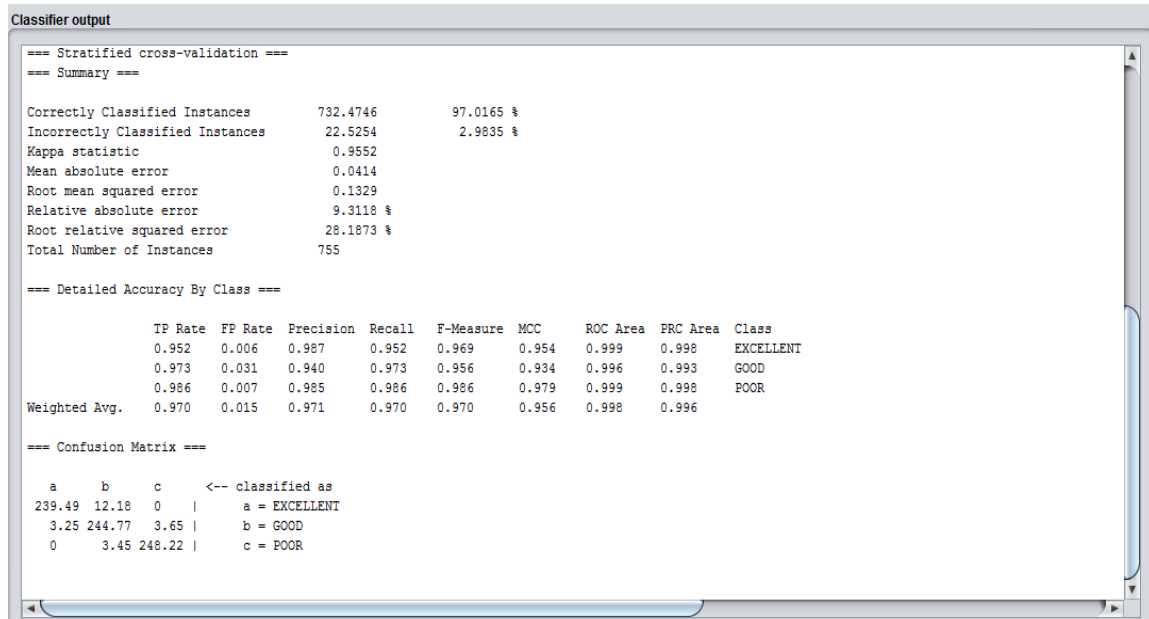 Classifier output
=== Stratified cross-validation ===
=== Summary ===
Correctly Classified Instances 732.4746 97.0165 %
Incorrectly Classified Instances 22.5254 2.9835 %
Kappa statistic 0.9552
Mean absolute error 0.0414
Root mean squared error 0.1329
Relative absolute error 9.3118 %
Root relative squared error 28.1873 %
Total Number of Instances 755
=== Detailed Accuracy By Class ===
TP Rate FP Rate Precision Recall F-Measure MCC ROC Area PRC Area Class
0.952 0.006 0.987 0.952 0.969 0.954 0.999 0.998 EXCELLENT
0.973 0.031 0.940 0.973 0.956 0.934 0.996 0.993 GOOD
0.986 0.007 0.985 0.986 0.986 0.979 0.999 0.998 POOR
Weighted Avg. 0.970 0.015 0.971 0.970 0.970 0.956 0.998 0.996
=== Confusion Matrix ===
a b c <-- classified as
239.49 12.18 0 | a = EXCELLENT
3.25 244.77 3.65 | b = GOOD
0 3.45 248.22 | c = POOR